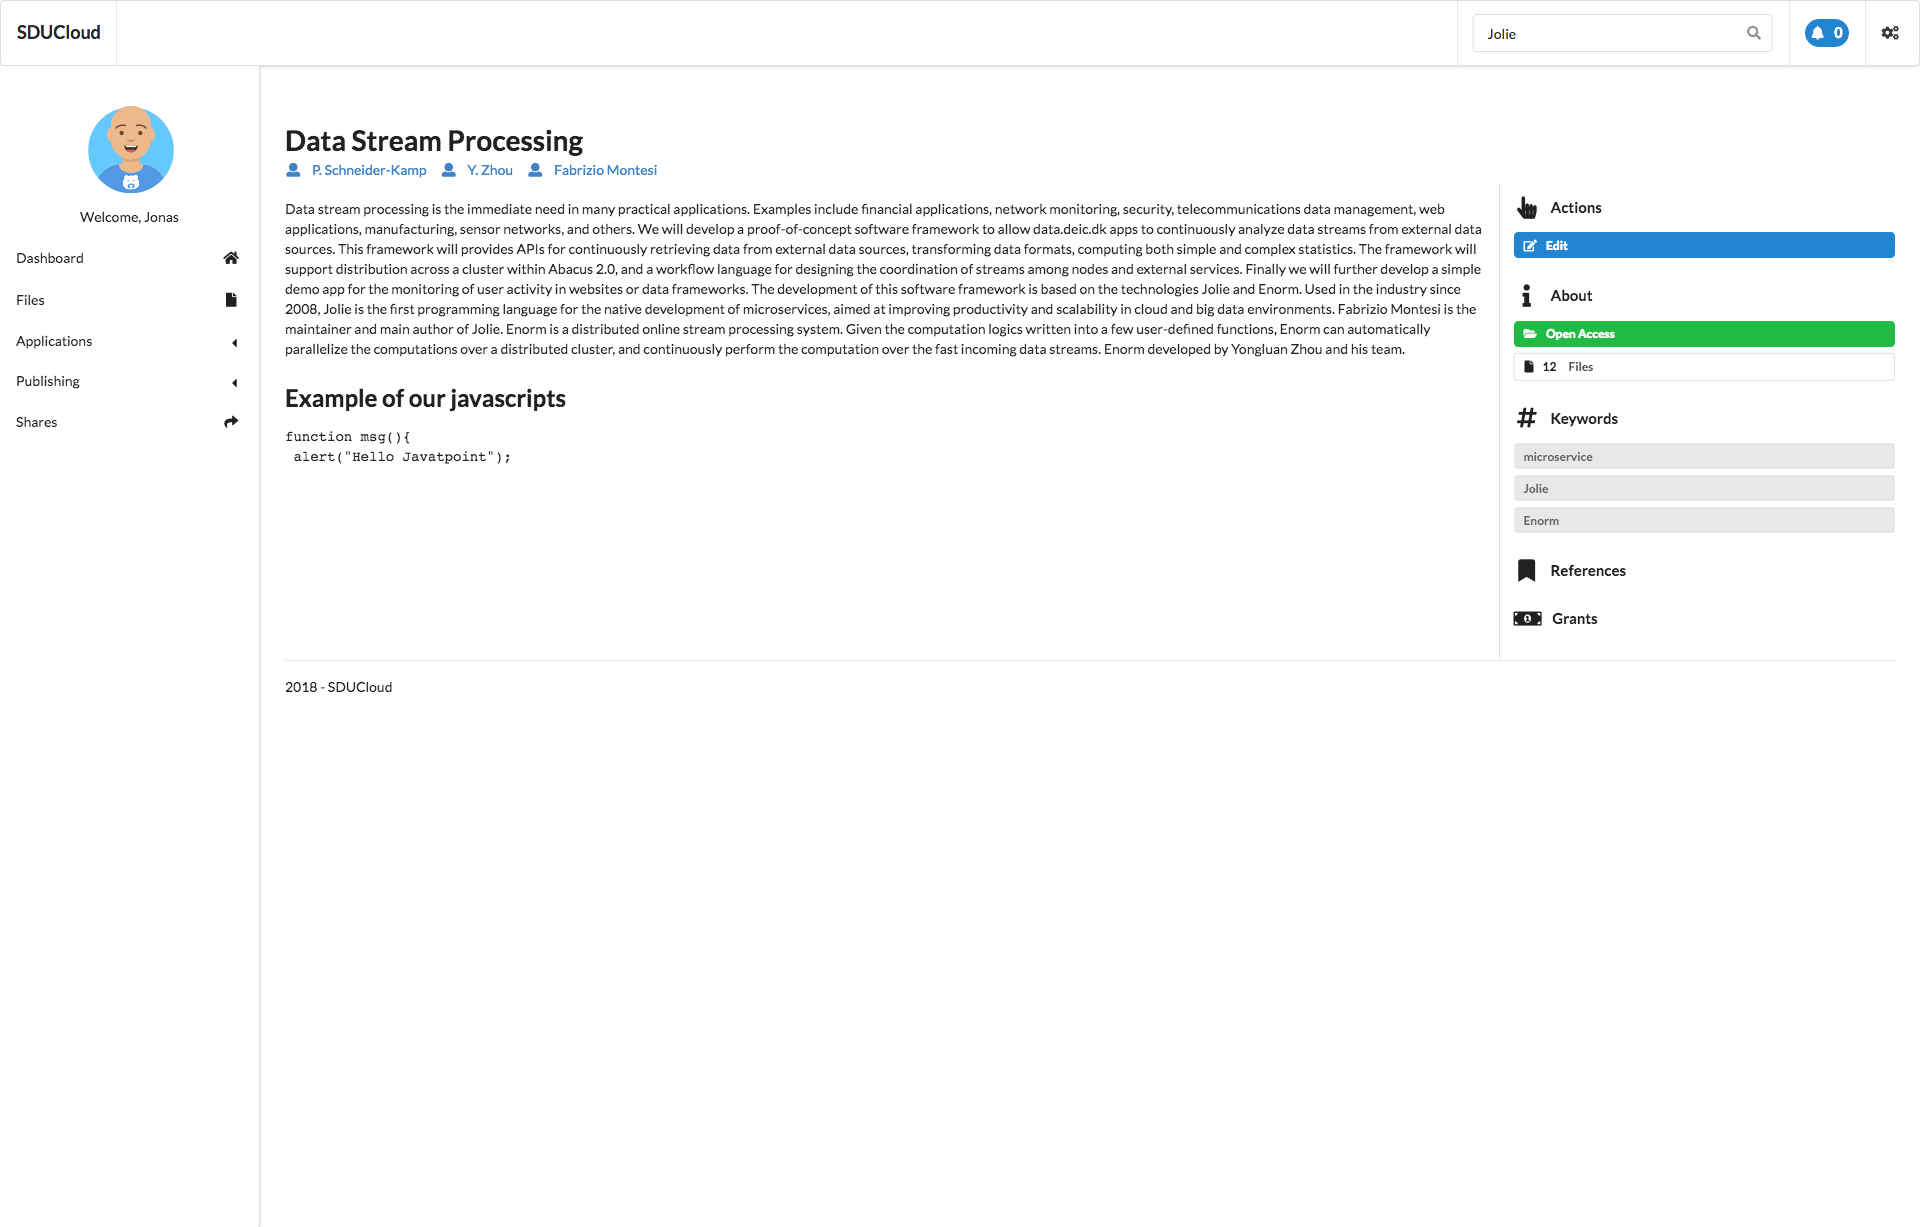 SDUCloud
Jolie
0
Welcome, Jonas
Dashboard
Files
Applications
Publishing
Shares
Data Stream Processing
P. Schneider-Kamp Y. Zhou Fabrizio Montesi
Data stream processing is the immediate need in many practical applications. Examples include financial applications, network monitoring, security, telecommunications data management, web
applications, manufacturing, sensor networks, and others. We will develop a proof-of-concept software framework to allow data.deic.dk apps to continuously analyze data streams from external data
sources. This framework will provides APIs for continuously retrieving data from external data sources, transforming data formats, computing both simple and complex statistics. The framework will
support distribution across a cluster within Abacus 2.0, and a workflow language for designing the coordination of streams among nodes and external services. Finally we will further develop a simple
demo app for the monitoring of user activity in websites or data frameworks. The development of this software framework is based on the technologies Jolie and Enorm. Used in the industry since
2008, Jolie is the first programming language for the native development of microservices, aimed at improving productivity and scalability in cloud and big data environments. Fabrizio Montesi is the
maintainer and main author of Jolie. Enorm is a distributed online stream processing system. Given the computation logics written into a few user-defined functions, Enorm can automatically
parallelize the computations over a distributed cluster, and continuously perform the computation over the fast incoming data streams. Enorm developed by Yongluan Zhou and his team.
Example of our javascripts
function msg(){
 alert("Hello Javatpoint");
Actions
Edit
About
Open Access
12 Files
Keywords
microservice
Jolie
Enorm
References
Grants
2018 - SDUCloud